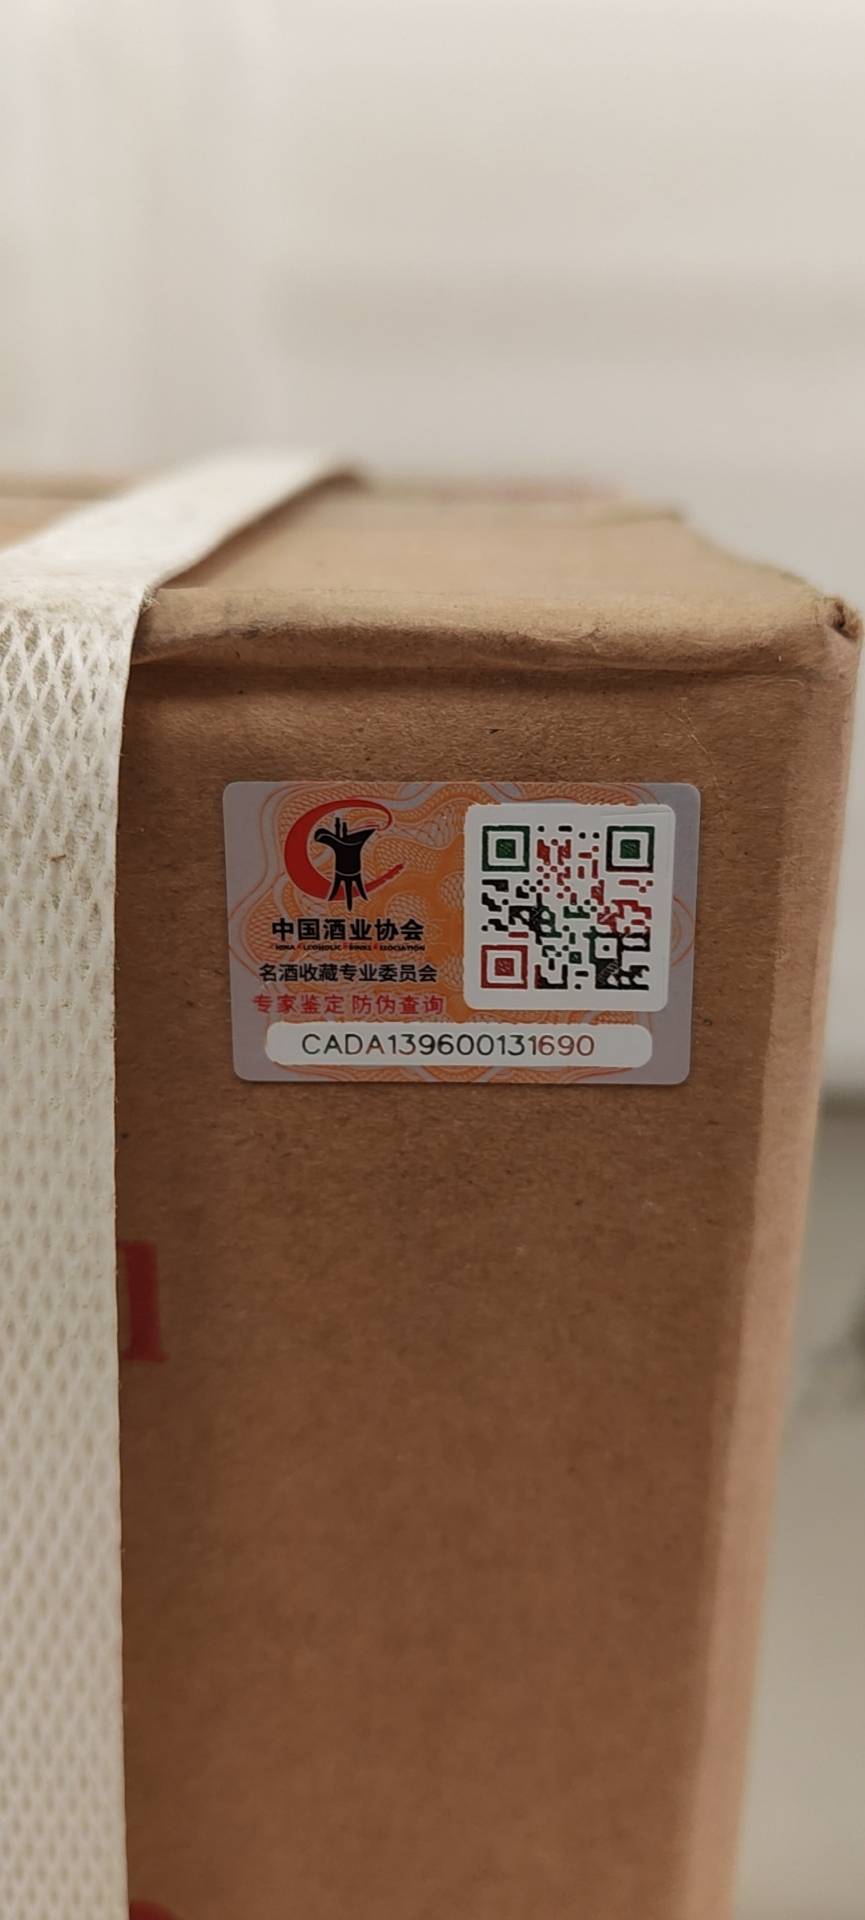 中国酒业协会
名酒收藏专业委员会
专家鉴定 防伪查询
CADA139600131690